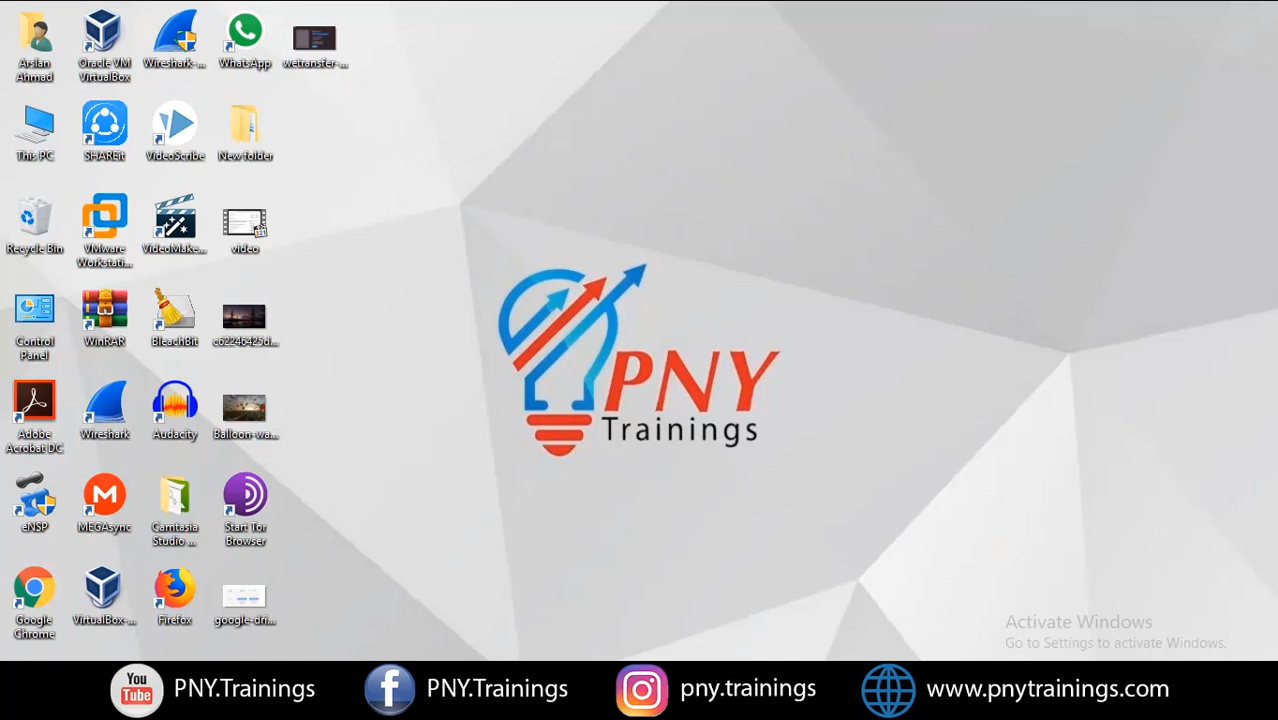 Arslan
Ahmad
Oracle VM
VirtualBox
Wireshark-...
WhatsApp
wetransfer-...
This PC
SHAREit
VideoScribe
New folder
Recycle Bin
VMware
Workstati...
VideoMake...
video
Control
Panel
WinRAR
BleachBit
c62246425d...
Adobe
Acrobat DC
Wireshark
Audacity
Balloon-wa...
eNSP
MEGAsync
Camtasia
Studio ...
Start Tor
Browser
Google
Chrome
VirtualBox-...
Firefox
google-dri...
PNY
Trainings
Activate Windows
Go to Settings to activate Windows.
You
Tube
PNY.Trainings
PNY.Trainings
pny.trainings
www.pnytrainings.com